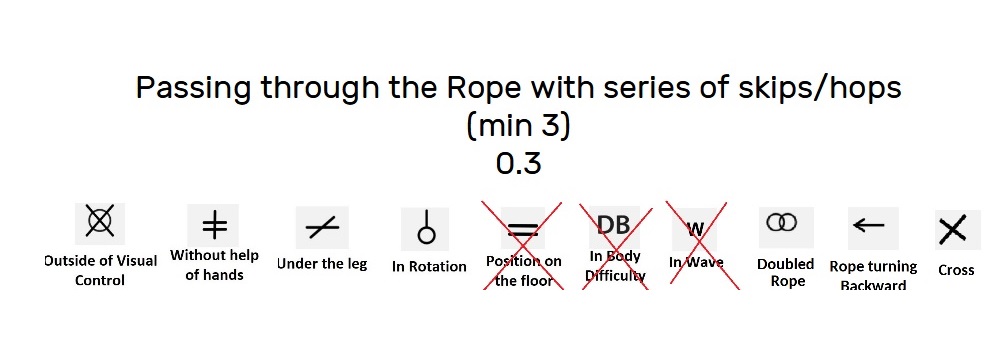 Passing through the Rope with series of skips/hops
(min 3)
0.3
DB
W
Outside of Visual
Control
Without help
of hands
Under the leg
In Rotation
Position on
the floor
In Body
Difficulty
In Wave
Doubled
Rope
Rope turning
Backward
Cross